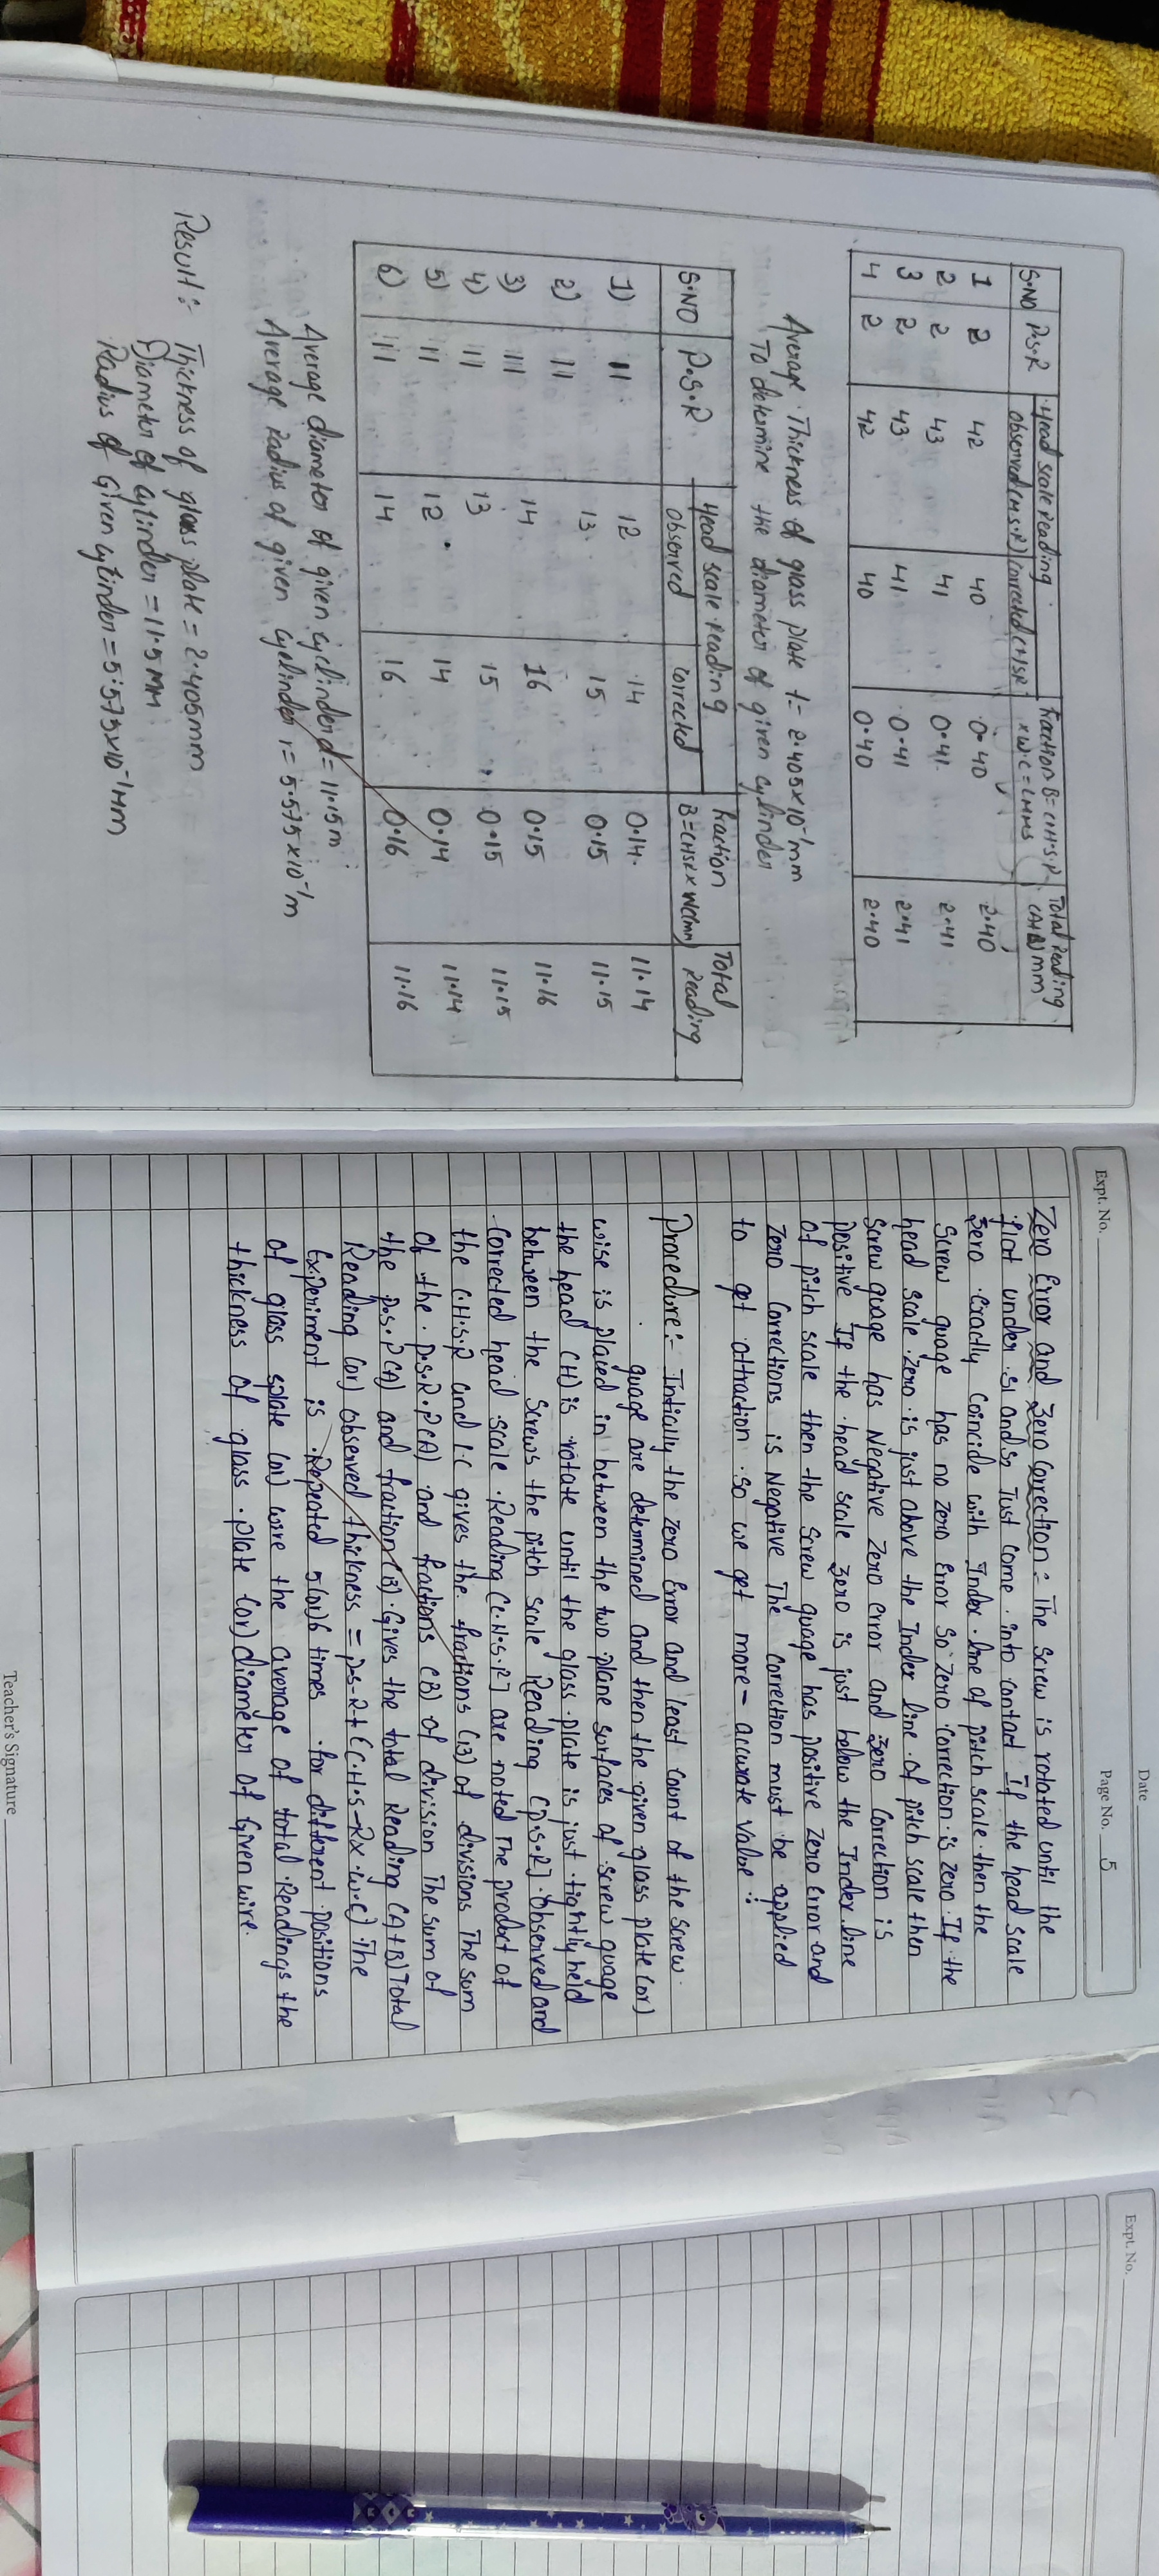 S.NO P.S.R Head scale Reading Fraction B=CH.S.R Total Reading
observed (H.S.R) corrected CHSR ×W.C=CMMS (A+B) mm
1 2 42 40 0.40 2.40
2 2 43 41 0.41 2.41
3 2 43 41 0.41 2.41
4 2 42 40 0.40 2.40
Average Thickness of glass plate t= 2.405×10-1mm
To determine the diameter of given cylinder
S.NO P.S.R Head scale Reading fraction Total
observed corrected B=CHSR× Reading
1) 11 12 14 0.14 11.14
2) 11 13 15 0.15 11.15
3) 11 14 16 0.15 11.16
4) 11 13 15 0.15 11.15
5) 11 12 14 0.14 11.14
6) 11 14 16 0.16 11.16
Average diameter of given cylinder d = 11.15m
Average Radius of given cylinder r = 5.575×10-1m
Result:- Thickness of glass plate = 2.405mm
Diameter of cylinder = 11.5MM
Radius of given cylinder = 5.575×10-1MM
Date
Expt. No. Page No. 5
Zero Error and Zero Correction:- The screw is rotated until the
flat under S1 and S2 Just come into contact If the head scale
Zero exactly Coincide with Index line of pitch scale then the
Screw guage has no zero Error So Zero Correction is zero. If the
head scale zero is just above the Index line of pitch scale then
Screw guage has Negative Zero error and Zero Correction is
positive If the head scale zero is just below the Index line
of pitch scale then the Screw guage has positive Zero Error and
Zero Corrections is Negative The correction must be applied
to get attraction so we get more- accurate value:
Procedure:- Intially the zero Error and least Count of the screw
guage are determined and then the given glass plate (or)
wise is placed in between the two plane surfaces of screw guage
the head (H) is rotate until the glass plate is just tightly held
between the screws the pitch scale Reading [P.S.R] observed and
Corrected head scale Reading [C.H.S.R] are noted The product of
the C.H.S.R and L.C gives the fractions (B) of divisions The sum
of the P.S.R.P(A) and fractions (B) of division The sum of
the P.S.P(A) and fraction (B) Gives the total Reading (A+B) Total
Reading (or) observed thickness = P.S-R+(C.H.S-R× w.c) The
Experiment is Repeated 5(or)6 times for different positions
of glass splate (or) wire the average of total Readings the
thickness of glass plate (or) diameter of Given wire.
Teacher's Signature
Expt. No.